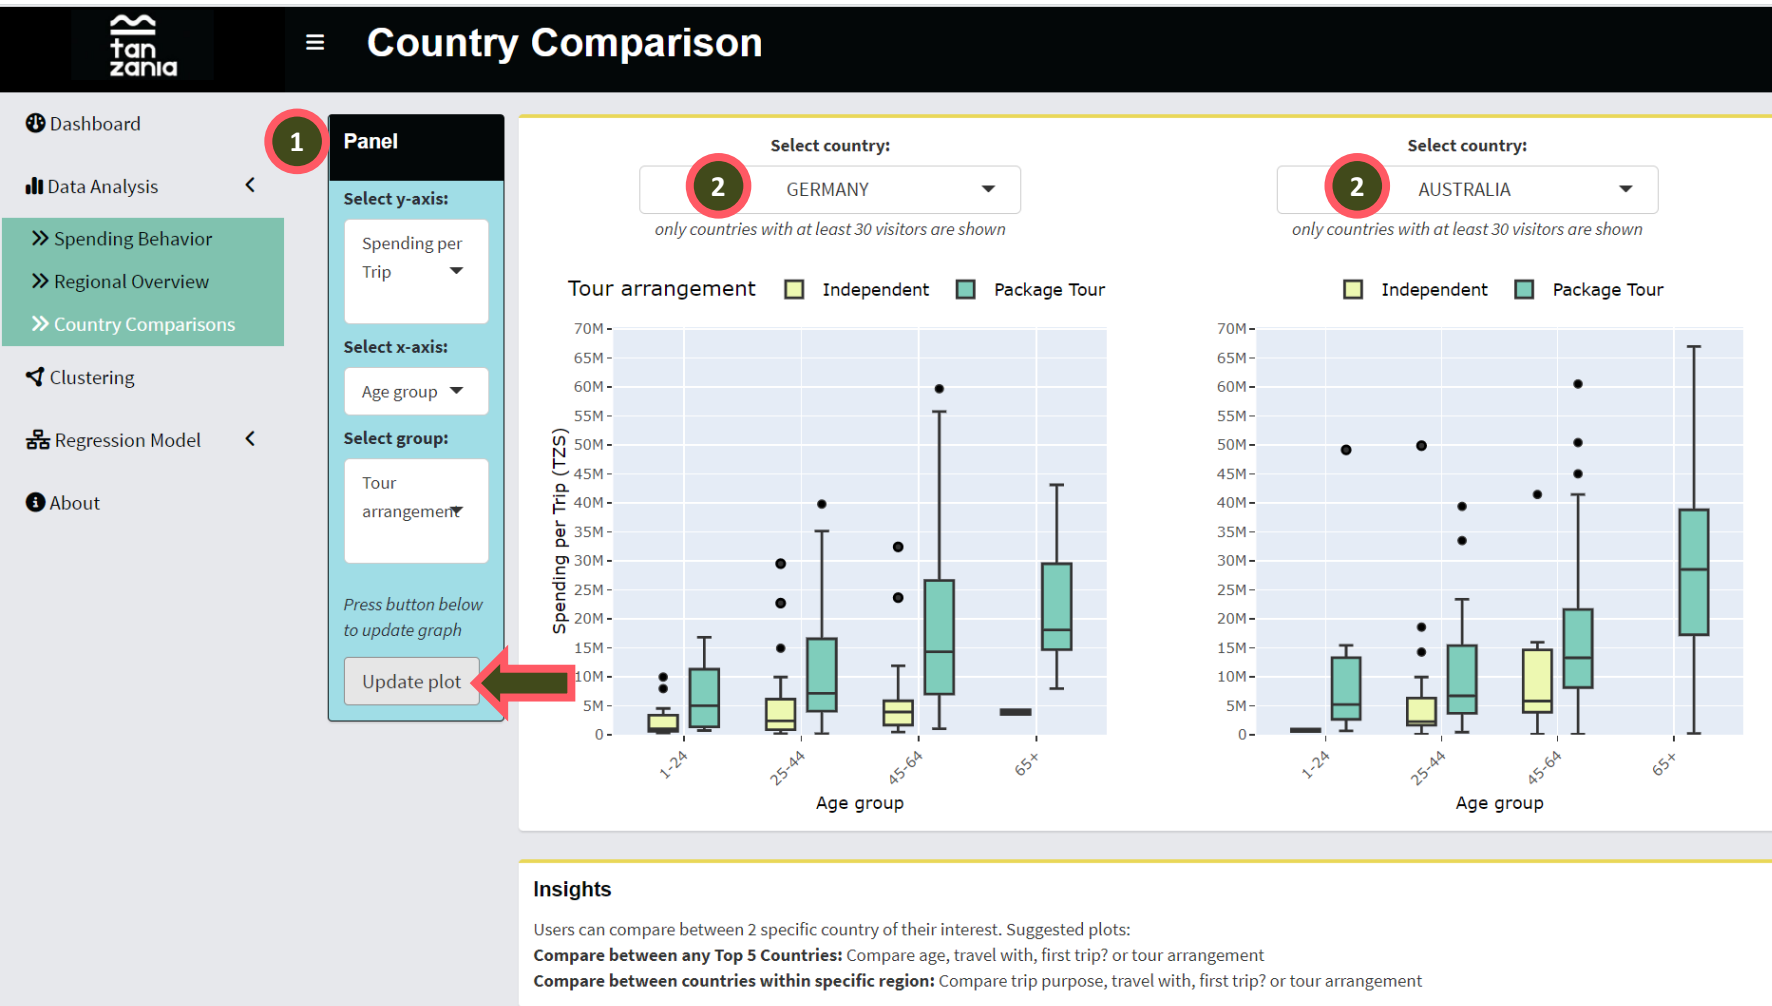 tan
zania
Country Comparison
Dashboard
Data Analysis
Spending Behavior
Regional Overview
Country Comparisons
Clustering
Regression Model
About
1
Panel
Select y-axis:
Spending per
Trip
Select x-axis:
Age group
Select group:
Tour
arrangement
Press button below
to update graph
Update plot
Select country:
2 GERMANY
only countries with at least 30 visitors are shown
Tour arrangement Independent Package Tour
70M
65M
60M
55M
50M
45M
40M
35M
30M
25M
20M
15M
10M
5M
0
Spending per Trip (TZS)
1-24 25-44 45-64 65+
Age group
Select country:
2 AUSTRALIA
only countries with at least 30 visitors are shown
Independent Package Tour
70M
65M
60M
55M
50M
45M
40M
35M
30M
25M
20M
15M
10M
5M
0
1-24 25-44 45-64 65+
Age group
Insights
Users can compare between 2 specific country of their interest. Suggested plots:
Compare between any Top 5 Countries: Compare age, travel with, first trip? or tour arrangement
Compare between countries within specific region: Compare trip purpose, travel with, first trip? or tour arrangement